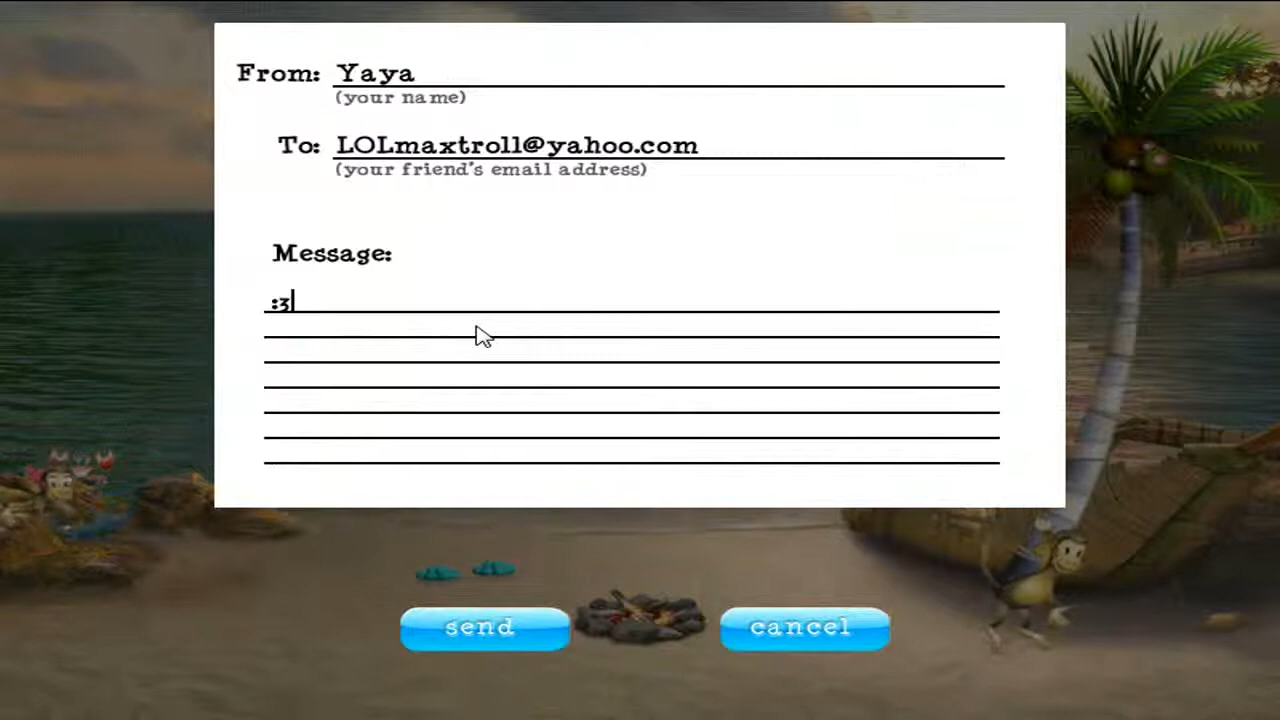 From: Yaya
(your name)
To: LOLmaxtroll@yahoo.com
(your friend's email address)
Message:
:3
send
cancel